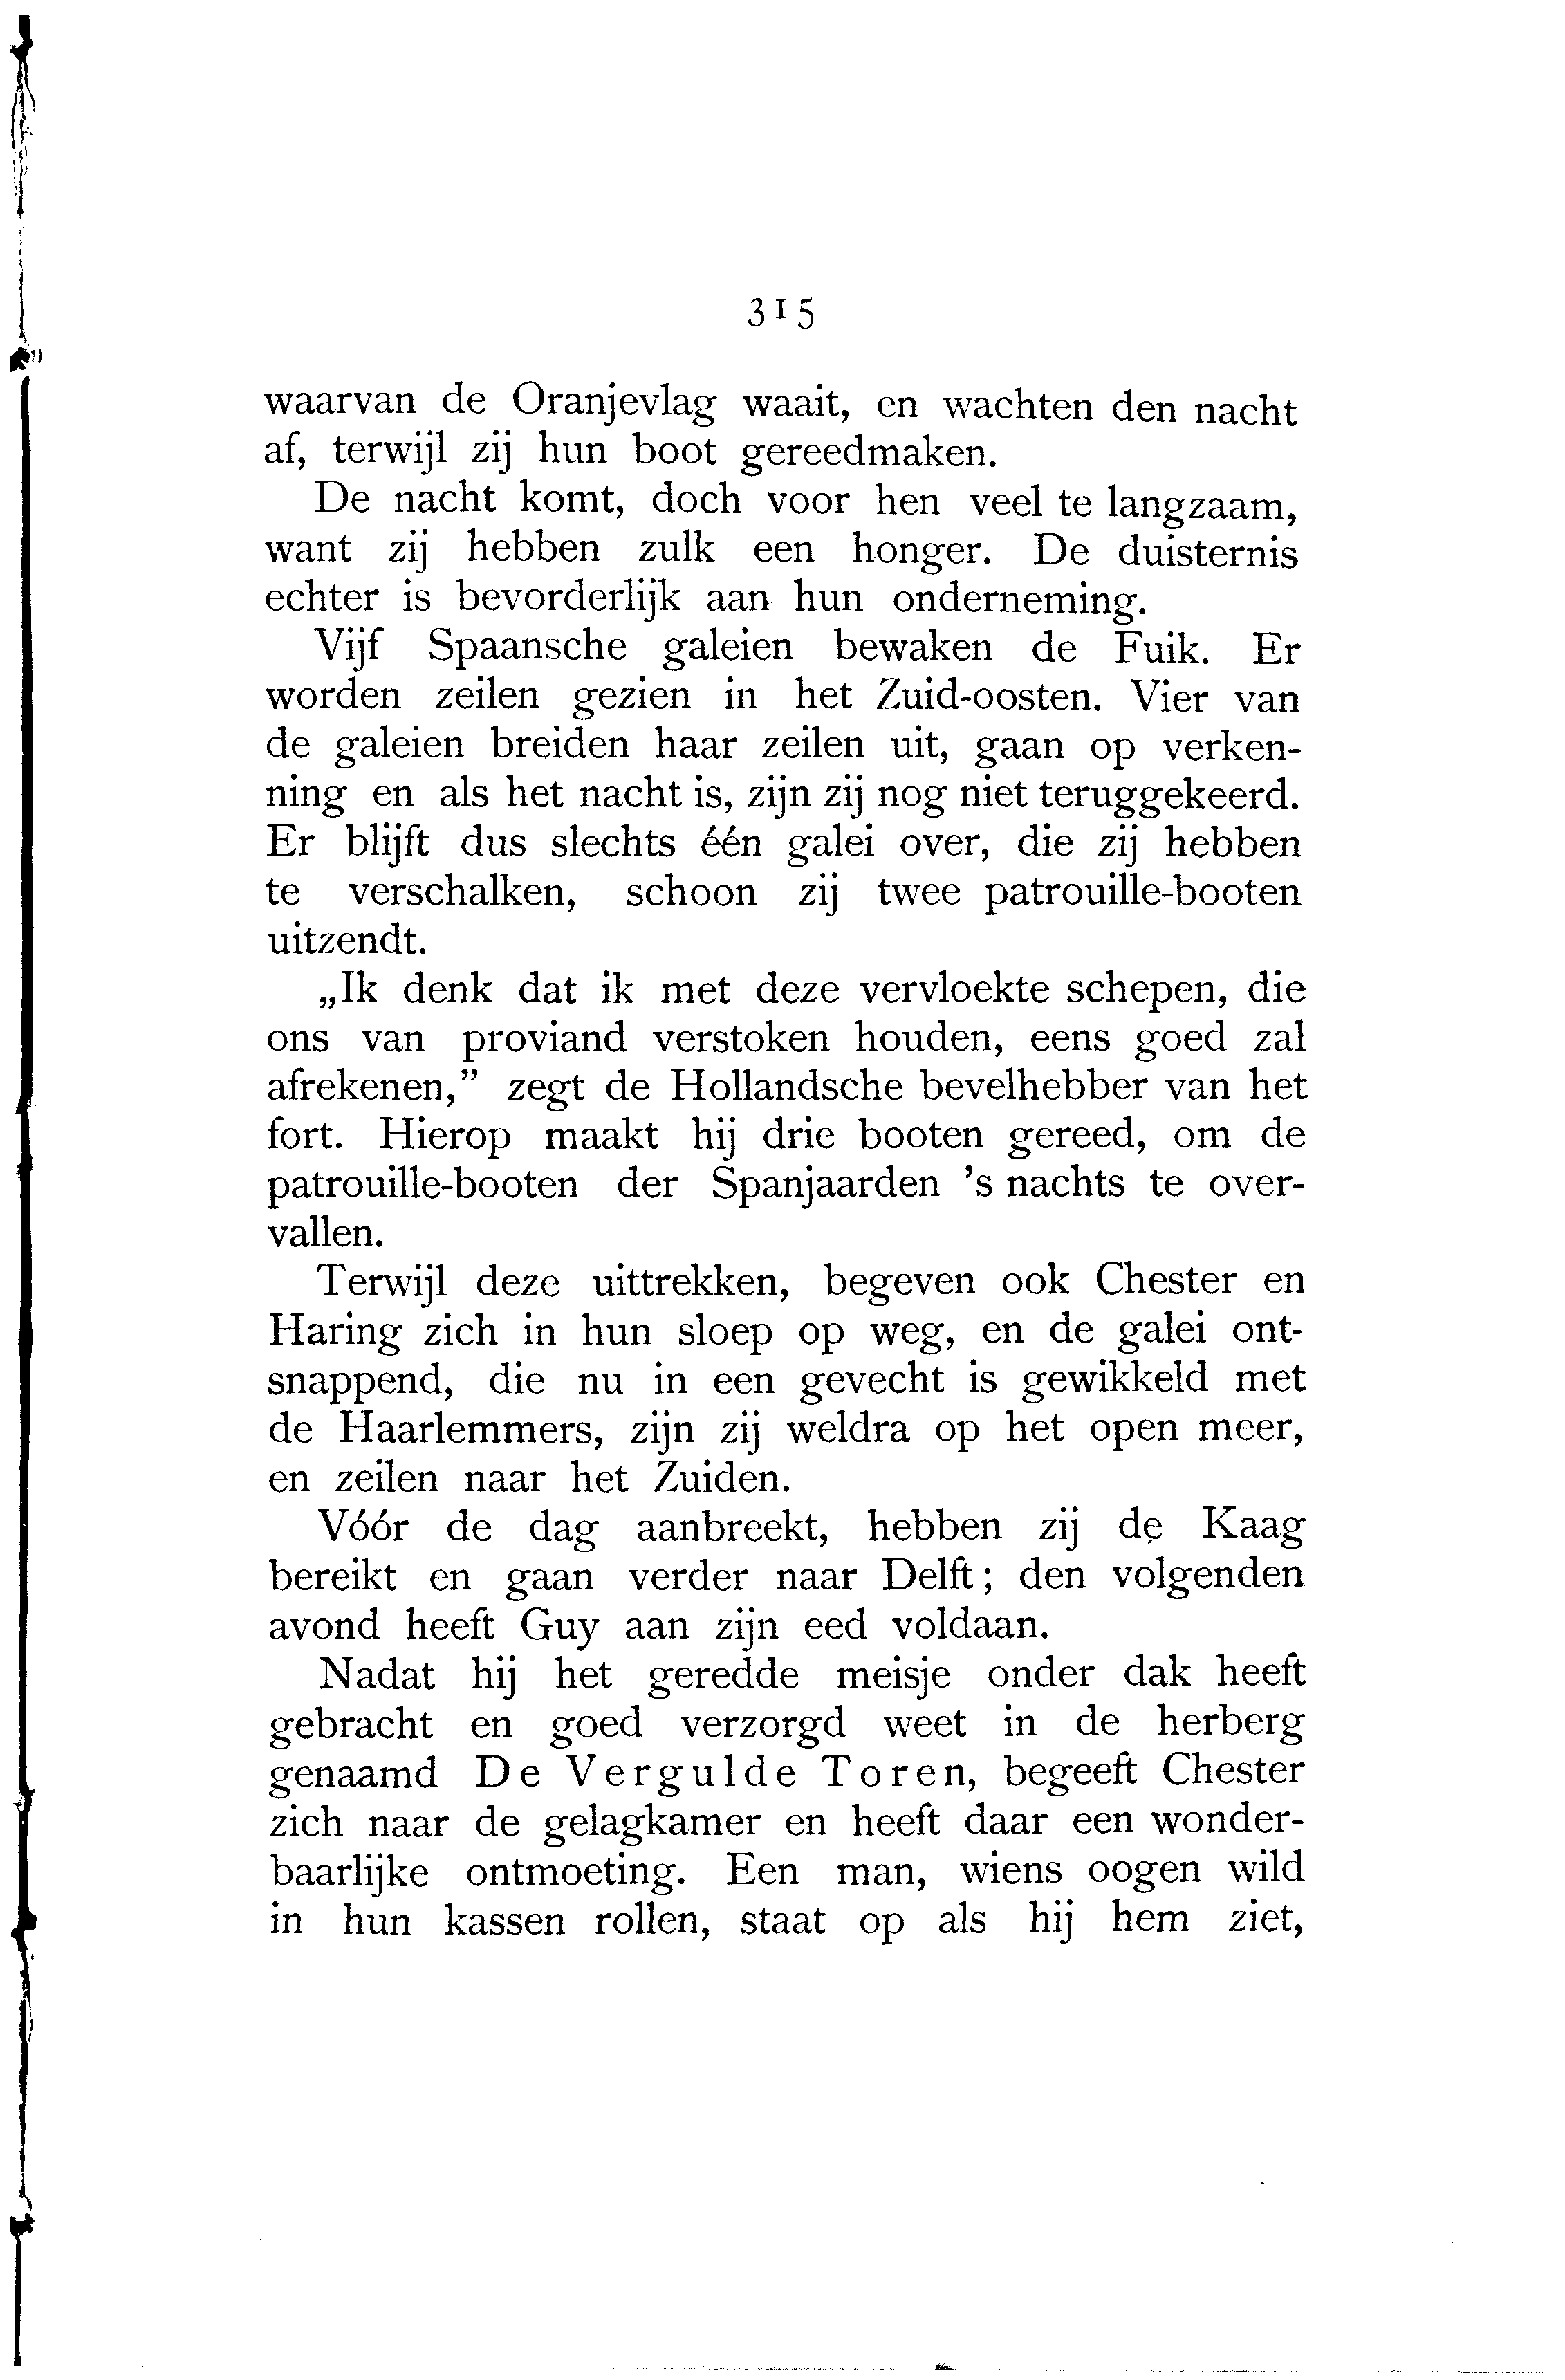 315
waarvan de Oranjevlag waait, en wachten den nacht
af, terwijl zij hun boot gereedmaken.
De nacht komt, doch voor hen veel te langzaam,
want zij hebben zulk een honger. De duisternis
echter is bevorderlijk aan hun onderneming.
Vijf Spaansche galeien bewaken de Fuik. Er
worden zeilen gezien in het Zuid-oosten. Vier van
de galeien breiden haar zeilen uit, gaan op verken-
ning en als het nacht is, zijn zij nog niet teruggekeerd.
Er blijft dus slechts één galei over, die zij hebben
te verschalken, schoon zij twee patrouille-booten
uitzendt.
„Ik denk dat ik met deze vervloekte schepen, die
ons van proviand verstoken houden, eens goed zal
afrekenen,” zegt de Hollandsche bevelhebber van het
fort. Hierop maakt hij drie booten gereed, om de
patrouille-booten der Spanjaarden 's nachts te over-
vallen.
Terwijl deze uittrekken, begeven ook Chester en
Haring zich in hun sloep op weg, en de galei ont-
snappend, die nu in een gevecht is gewikkeld met
de Haarlemmers, zijn zij weldra op het open meer,
en zeilen naar het Zuiden.
Vóór de dag aanbreekt, hebben zij de Kaag
bereikt en gaan verder naar Delft; den volgenden
avond heeft Guy aan zijn eed voldaan.
Nadat hij het geredde meisje onder dak heeft
gebracht en goed verzorgd weet in de herberg
genaamd De Vergulde Toren, begeeft Chester
zich naar de gelagkamer en heeft daar een wonder-
baarlijke ontmoeting. Een man, wiens oogen wild
in hun kassen rollen, staat op als hij hem ziet,